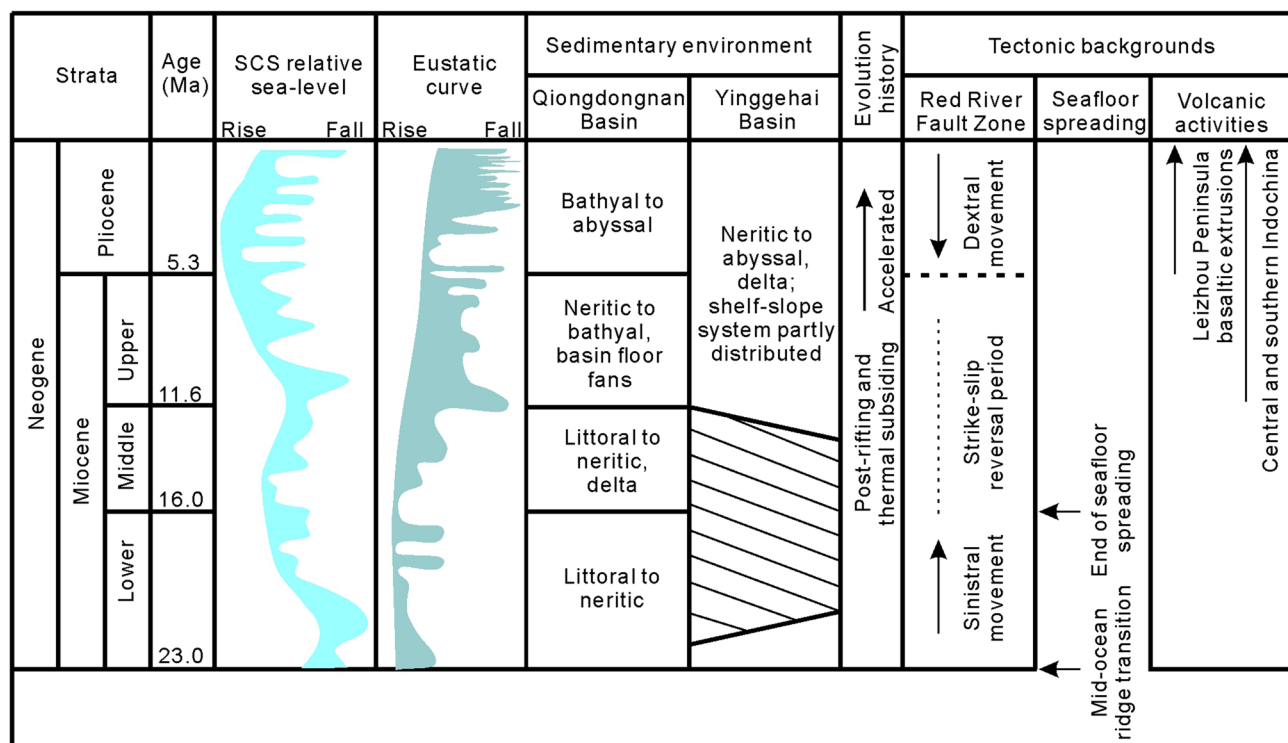 Strata
Age
(Ma)
SCS relative
sea-level
Rise Fall
Eustatic
curve
Rise Fall
Sedimentary environment
Qiongdongnan
Basin
Yinggehai
Basin
Evolution
history
Tectonic backgrounds
Red River
Fault Zone
Seafloor
spreading
Volcanic
activities
Neogene
Pliocene
Miocene
Upper
Middle
Lower
5.3
11.6
16.0
23.0
Bathyal to
abyssal
Neritic to
bathyal,
basin floor
fans
Littoral to
neritic,
delta
Littoral to
neritic
Neritic to
abyssal,
delta;
shelf-slope
system partly
distributed
Accelerated
Post-rifting and
thermal subsiding
Dextral
movement
Strike-slip
reversal period
Sinistral
movement
End of seafloor
spreading
Mid-ocean
ridge transition
Leizhou Peninsula
basaltic extrusions
Central and southern Indochina